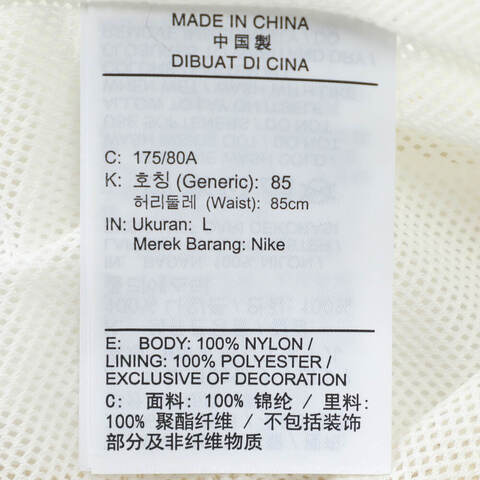 MADE IN CHINA
中国製
DIBUAT DI CINA
C: 175/80A
K: 호칭 (Generic): 85
허리둘레 (Waist): 85cm
IN: Ukuran: L
Merek Barang: Nike
E: BODY: 100% NYLON /
LINING: 100% POLYESTER /
EXCLUSIVE OF DECORATION
C: 面料: 100% 锦纶 / 里料:
100% 聚酯纤维 / 不包括装饰
部分及非纤维物质